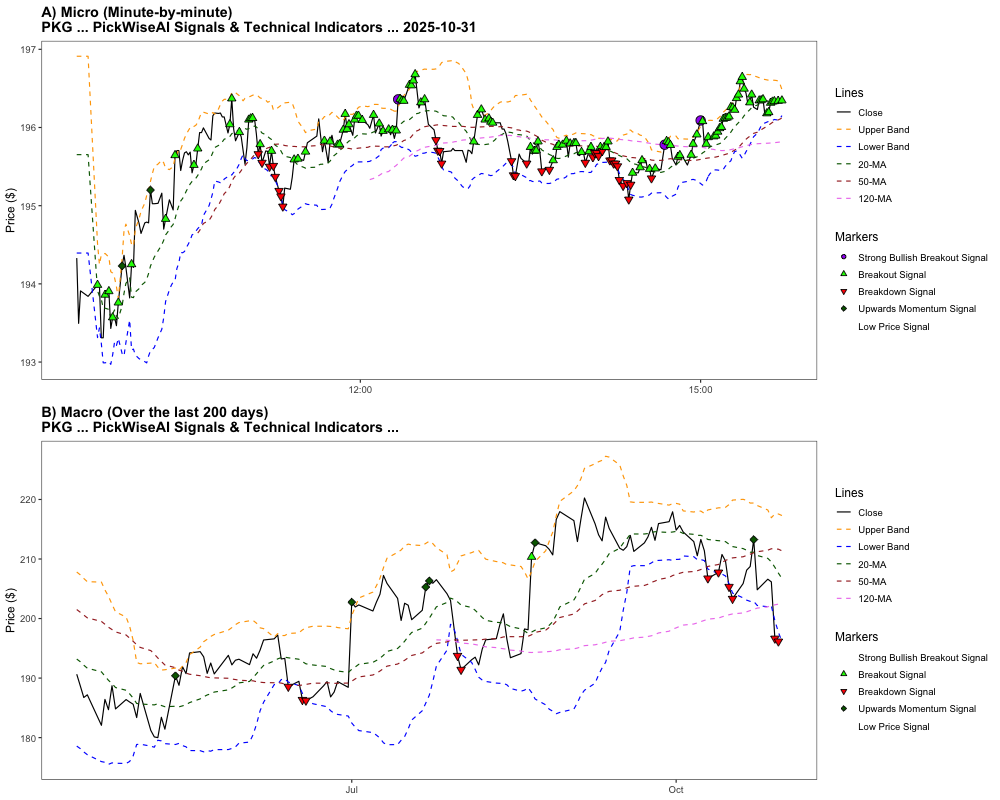 A) Micro (Minute-by-minute)
PKG ... PickWiseAI Signals & Technical Indicators ... 2025-10-31
197
196
195
194
193
Price ($)
12:00
15:00
Lines
Close
Upper Band
Lower Band
20-MA
50-MA
120-MA
Markers
Strong Bullish Breakout Signal
Breakout Signal
Breakdown Signal
Upwards Momentum Signal
Low Price Signal
B) Macro (Over the last 200 days)
PKG ... PickWiseAI Signals & Technical Indicators ...
220
210
200
190
180
Price ($)
Jul
Oct
Lines
Close
Upper Band
Lower Band
20-MA
50-MA
120-MA
Markers
Strong Bullish Breakout Signal
Breakout Signal
Breakdown Signal
Upwards Momentum Signal
Low Price Signal